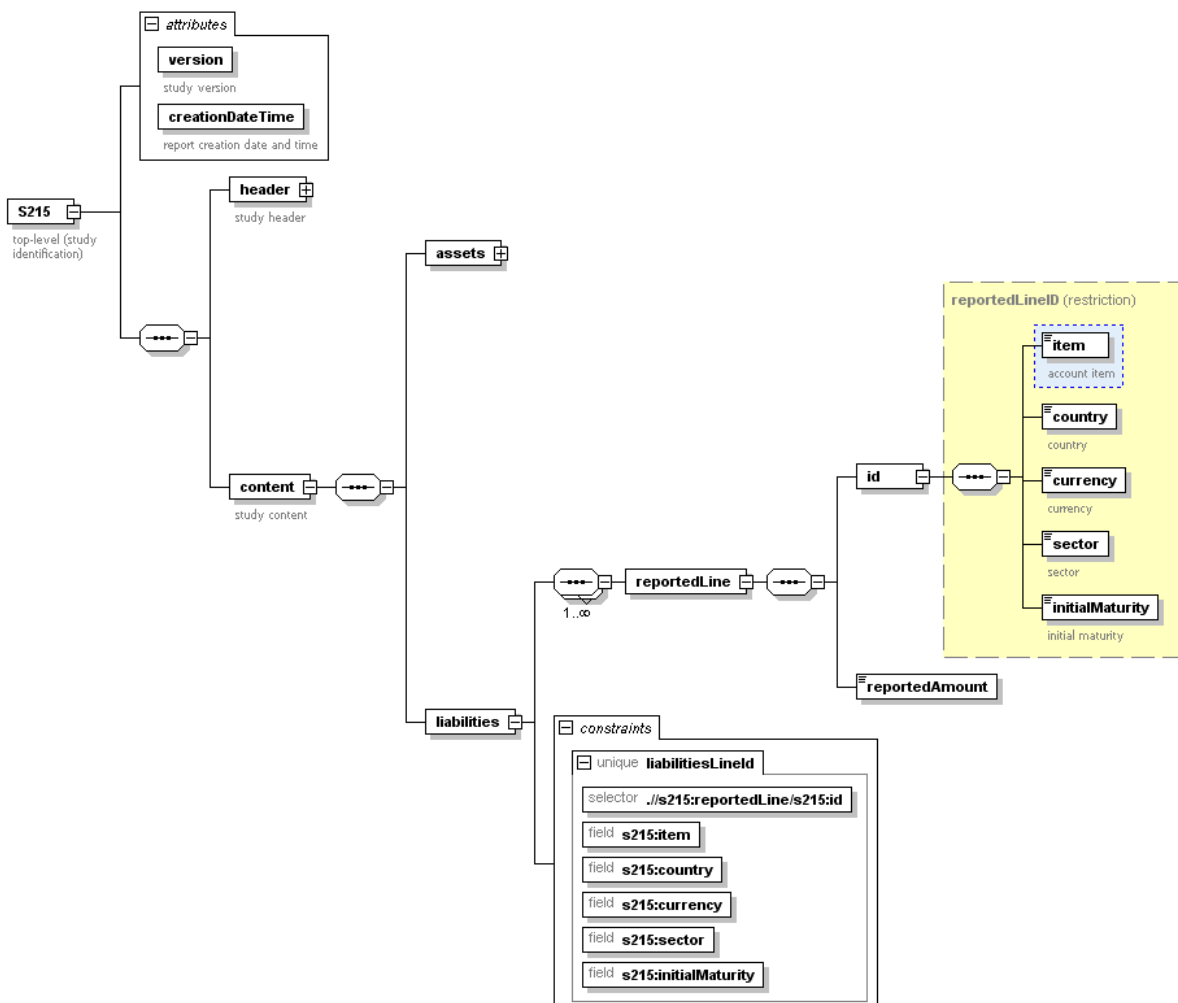 attributes
version
study version
creationDateTime
report creation date and time
S215
top-level (study
identification)
header
study header
content
study content
assets
liabilities
1..∞
reportedLine
id
reportedLineID (restriction)
item
account item
country
country
currency
currency
sector
sector
initialMaturity
initial maturity
reportedAmount
constraints
unique liabilitiesLineId
selector .//s215:reportedLine/s215:id
field s215:item
field s215:country
field s215:currency
field s215:sector
field s215:initialMaturity